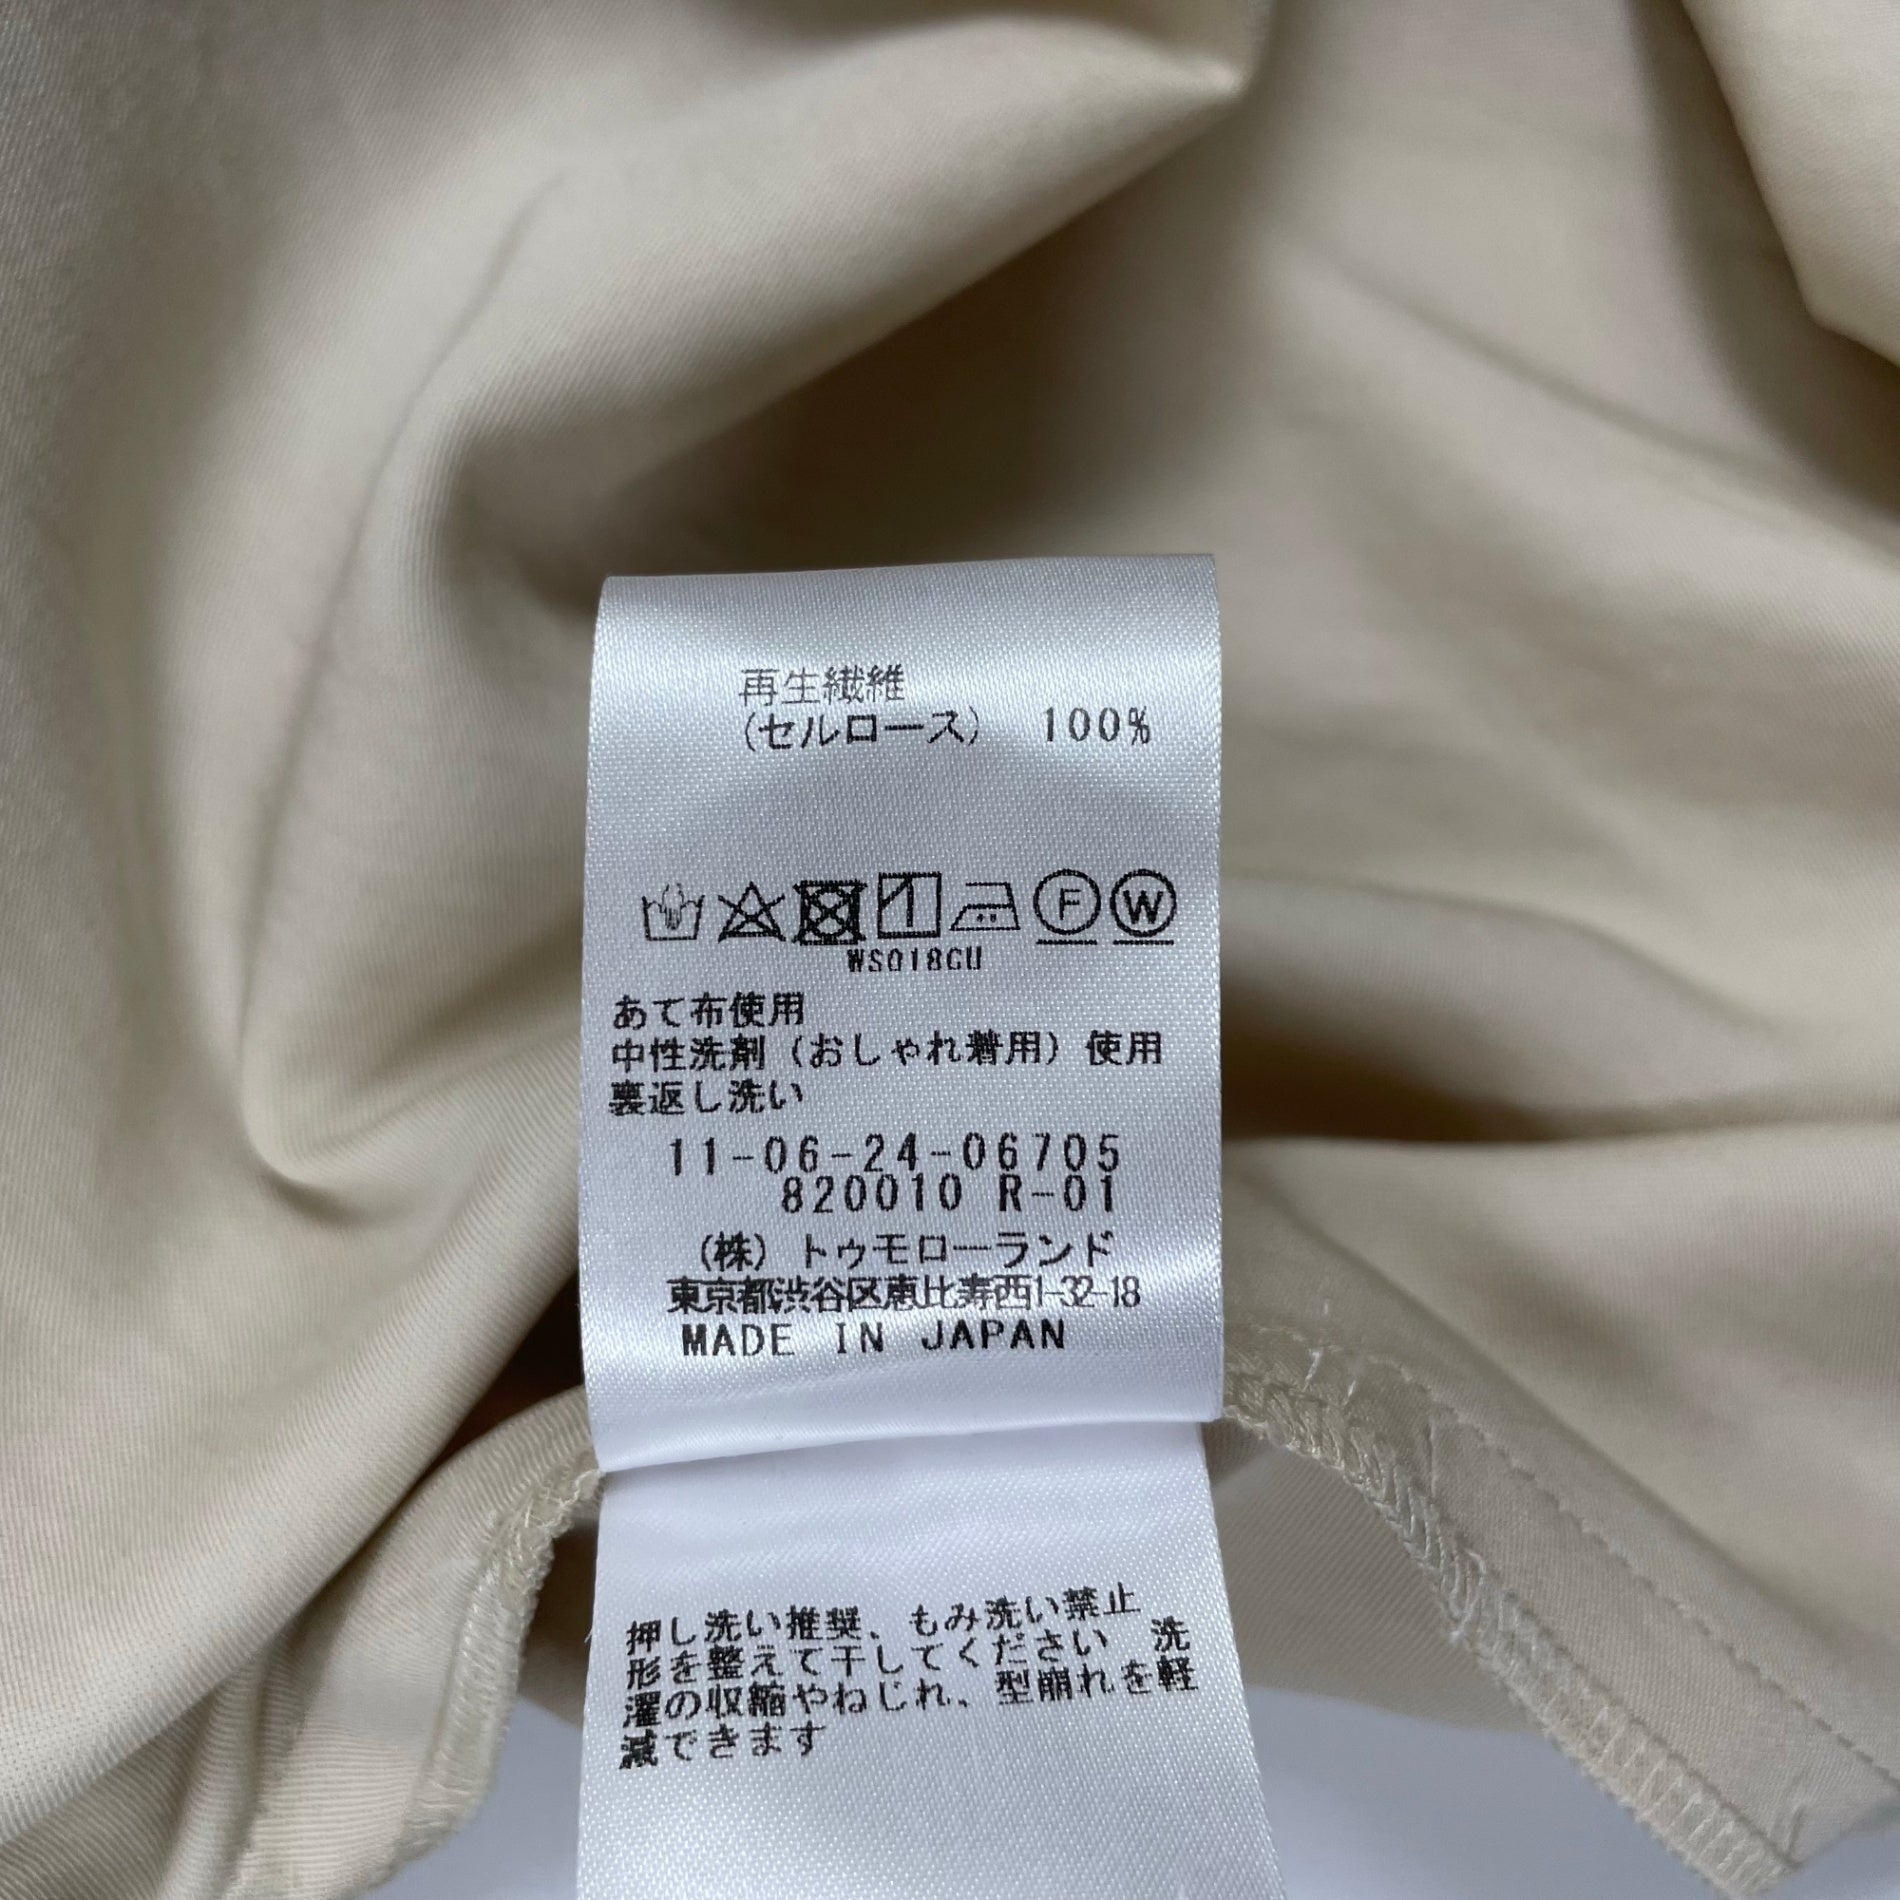 再生繊維
(セルロース) 100%
F W
WS018GU
あて布使用
中性洗剤(おしゃれ着用)使用
裏返し洗い
11-06-24-06705
820010 R-01
(株)トゥモローランド
東京都渋谷区恵比寿西1-32-18
MADE IN JAPAN
押し洗い推奨、もみ洗い禁止
形を整えて干してください 洗
濯の収縮やねじれ、型崩れを軽
減できます